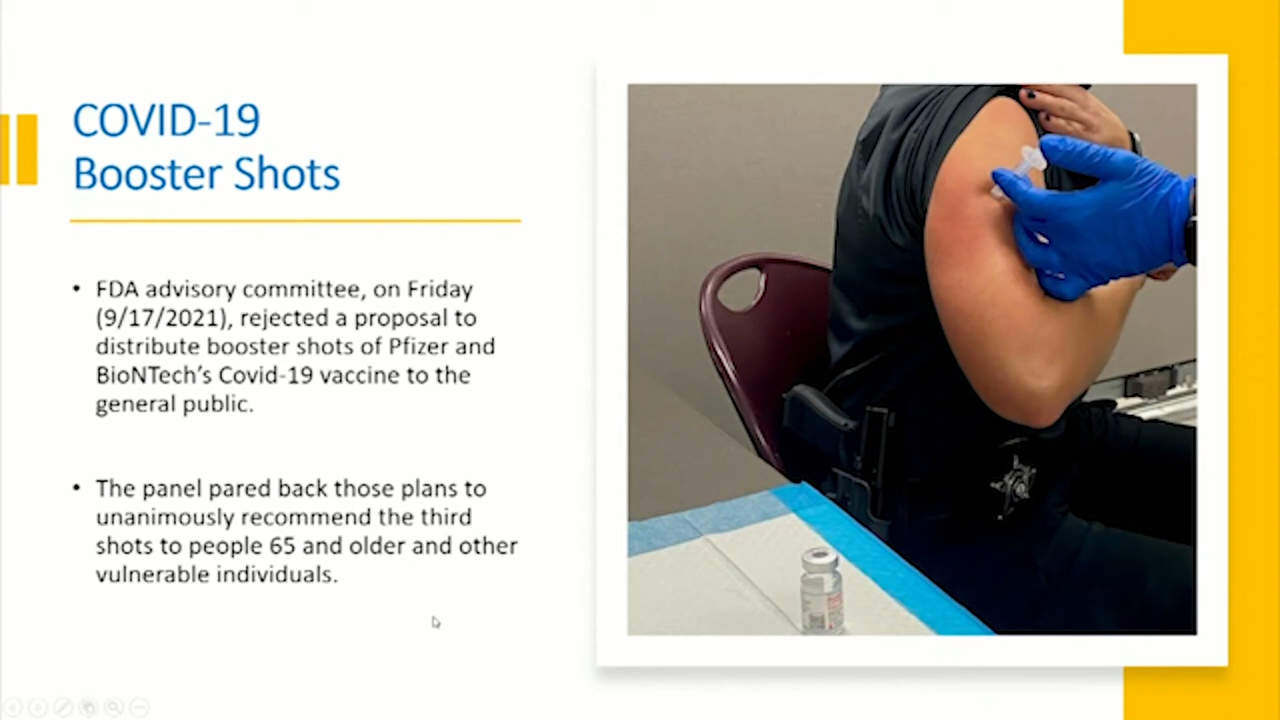 COVID-19
Booster Shots
• FDA advisory committee, on Friday
(9/17/2021), rejected a proposal to
distribute booster shots of Pfizer and
BioNTech’s Covid-19 vaccine to the
general public.
• The panel pared back those plans to
unanimously recommend the third
shots to people 65 and older and other
vulnerable individuals.